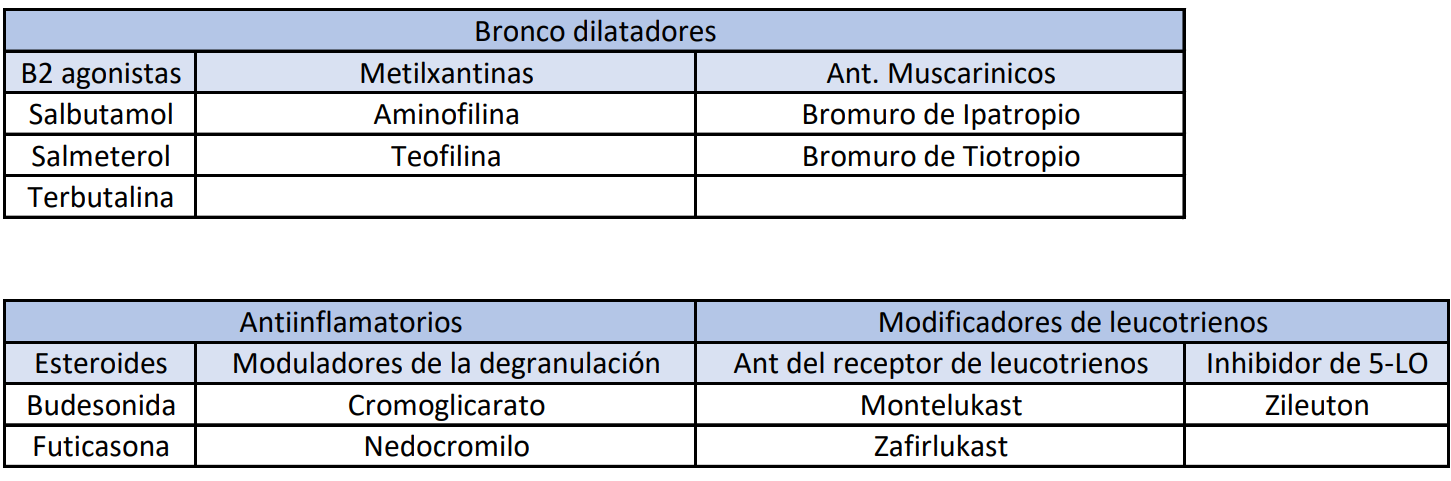 Bronco dilatadores
B2 agonistas Metilxantinas Ant. Muscarinicos
Salbutamol Aminofilina Bromuro de Ipatropio
Salmeterol Teofilina Bromuro de Tiotropio
Terbutalina
Antiinflamatorios Modificadores de leucotrienos
Esteroides Moduladores de la degranulación Ant del receptor de leucotrienos Inhibidor de 5-LO
Budesonida Cromoglicarato Montelukast Zileuton
Futicasona Nedocromilo Zafirlukast